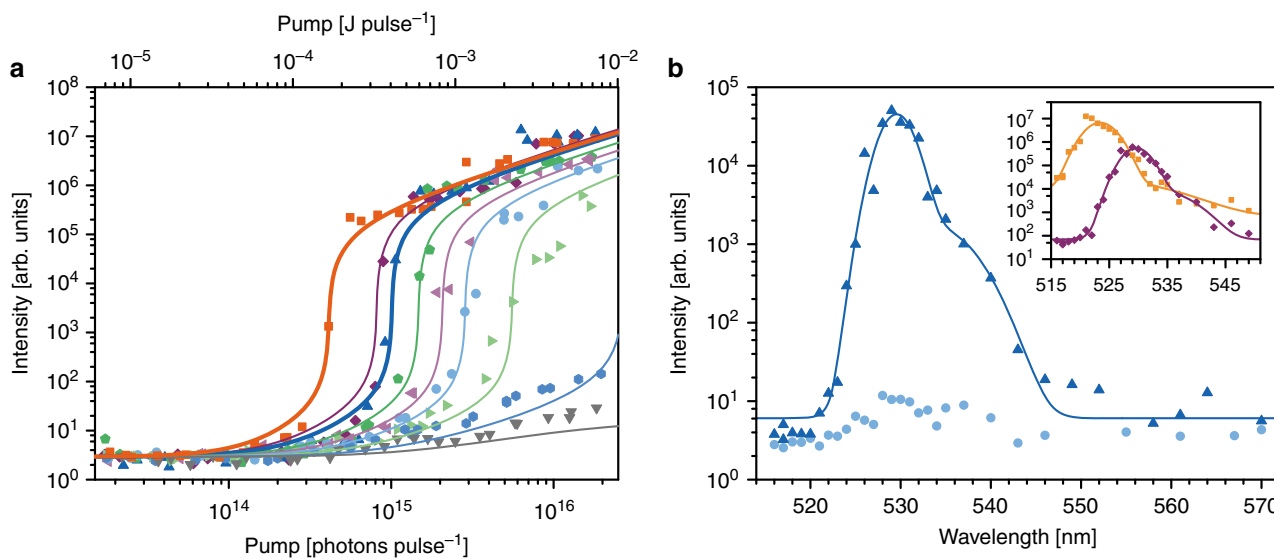 Pump [J pulse⁻¹]
10⁻⁵ 10⁻⁴ 10⁻³ 10⁻²
a
10⁸
10⁷
10⁶
10⁵
10⁴
10³
10²
10¹
10⁰
Intensity [arb. units]
10¹⁴ 10¹⁵ 10¹⁶
Pump [photons pulse⁻¹]
b
10⁵
10⁴
10³
10²
10¹
10⁰
Intensity [arb. units]
520 530 540 550 560 570
Wavelength [nm]
10⁷
10⁶
10⁵
10⁴
10³
10²
10¹
515 525 535 545